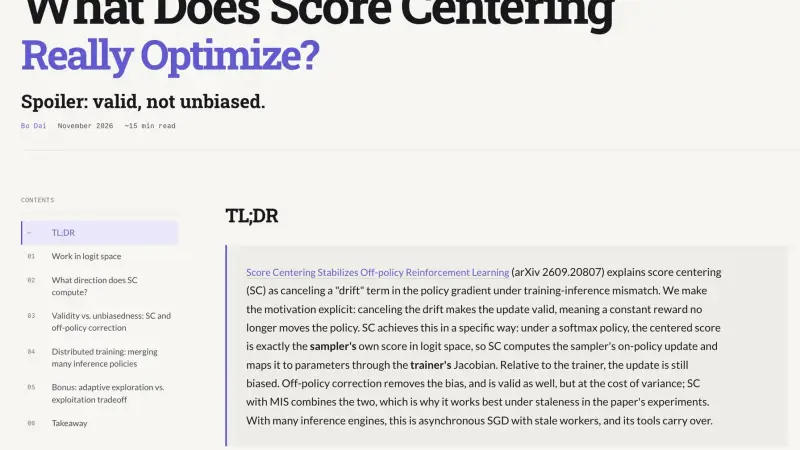 What Does Score Centering
Really Optimize?
Spoiler: valid, not unbiased.
Bo Dai November 2026 ~15 min read
CONTENTS
— TL;DR
01 Work in logit space
02 What direction does SC
compute?
03 Validity vs. unbiasedness: SC and
off-policy correction
04 Distributed training: merging
many inference policies
05 Bonus: adaptive exploration vs.
exploitation tradeoff
06 Takeaway
TL;DR
Score Centering Stabilizes Off-policy Reinforcement Learning (arXiv 2609.20807) explains score centering
(SC) as canceling a "drift" term in the policy gradient under training-inference mismatch. We make
the motivation explicit: canceling the drift makes the update valid, meaning a constant reward no
longer moves the policy. SC achieves this in a specific way: under a softmax policy, the centered score
is exactly the sampler's own score in logit space, so SC computes the sampler's on-policy update and
maps it to parameters through the trainer's Jacobian. Relative to the trainer, the update is still
biased. Off-policy correction removes the bias, and is valid as well, but at the cost of variance; SC
with MIS combines the two, which is why it works best under staleness in the paper's experiments.
With many inference engines, this is asynchronous SGD with stale workers, and its tools carry over.